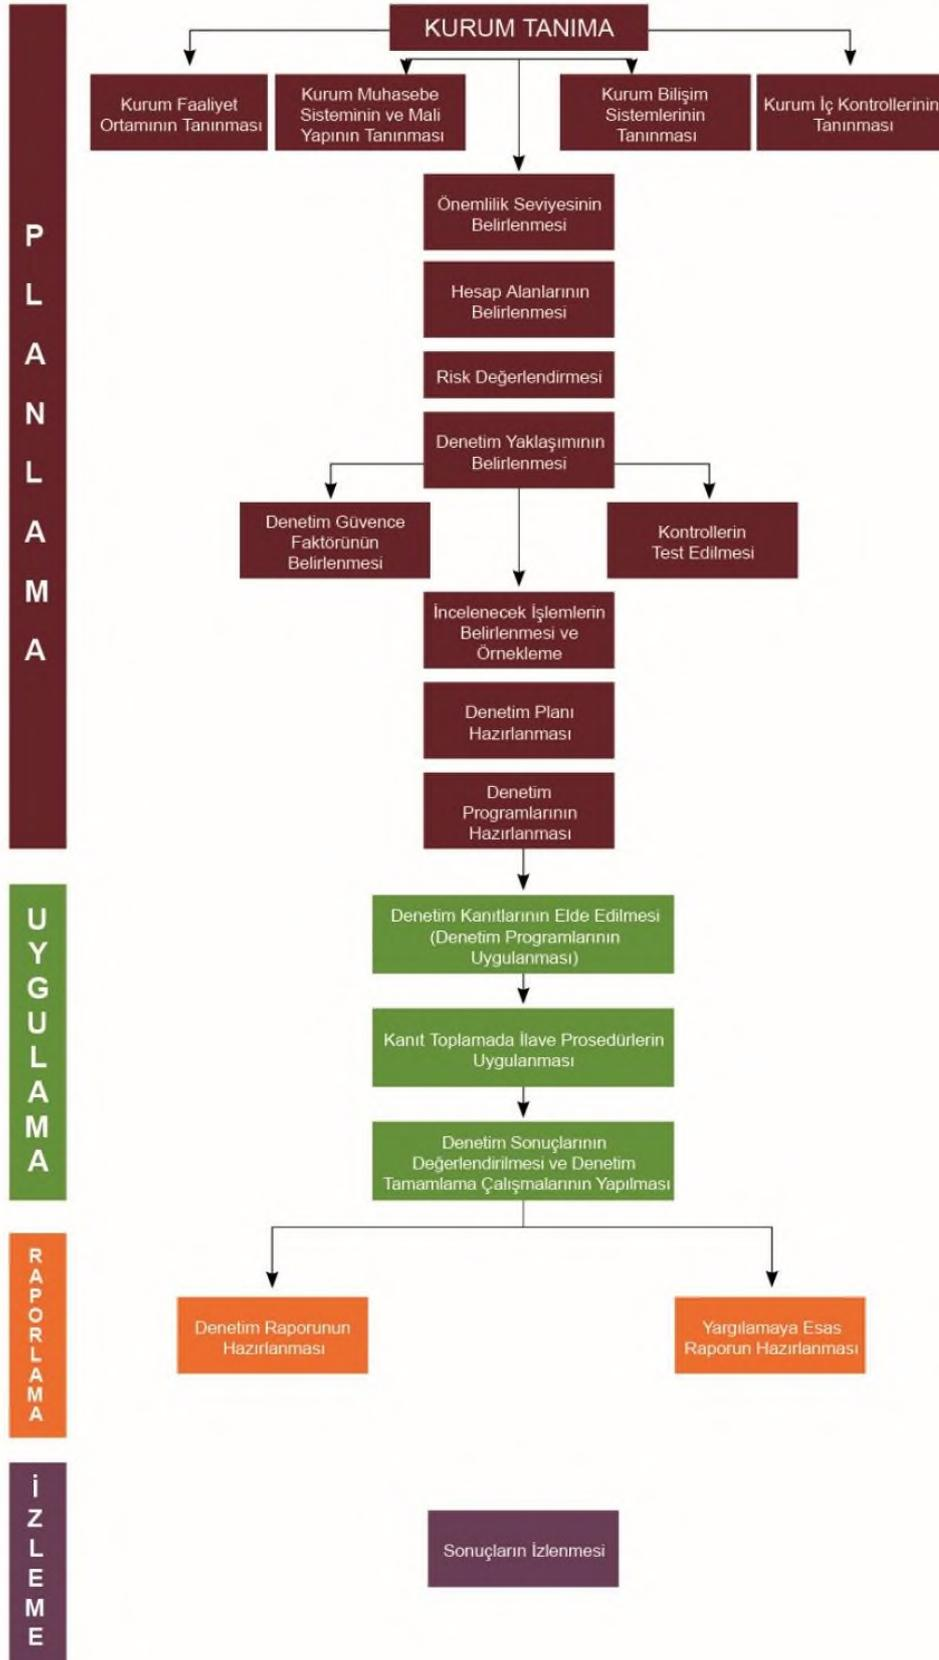 PLANLAMA
KURUM TANIMA
Kurum Faaliyet
Ortamının Tanınması
Kurum Muhasebe
Sisteminin ve Mali
Yapının Tanınması
Kurum Bilişim
Sistemlerinin
Tanınması
Kurum İç Kontrollerinin
Tanınması
Önemlilik Seviyesinin
Belirlenmesi
Hesap Alanlarının
Belirlenmesi
Risk Değerlendirmesi
Denetim Yaklaşımının
Belirlenmesi
Denetim Güvence
Faktörünün
Belirlenmesi
Kontrollerin
Test Edilmesi
İncelenecek İşlemlerin
Belirlenmesi ve
Örnekleme
Denetim Planı
Hazırlanması
Denetim
Programlarının
Hazırlanması
UYGULAMA
Denetim Kanıtlarının Elde Edilmesi
(Denetim Programlarının
Uygulanması)
Kanıt Toplamada İlave Prosedürlerin
Uygulanması
Denetim Sonuçlarının
Değerlendirilmesi ve Denetim
Tamamlama Çalışmalarının Yapılması
RAPORLAMA
Denetim Raporunun
Hazırlanması
Yargılamaya Esas
Raporun Hazırlanması
İZLEME
Sonuçların İzlenmesi